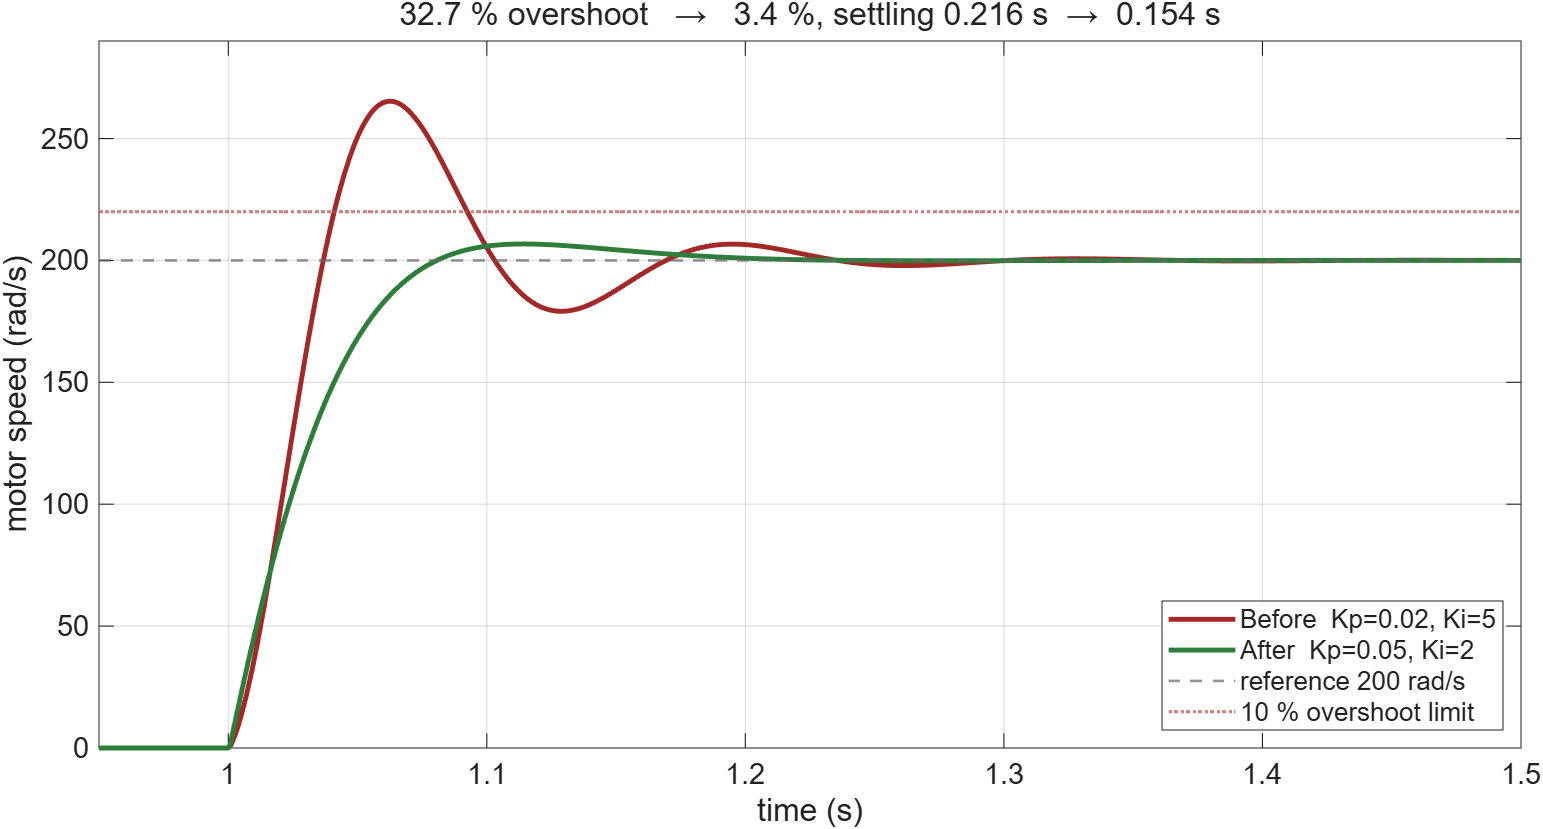 32.7 % overshoot → 3.4 %, settling 0.216 s → 0.154 s
motor speed (rad/s)
250
200
150
100
50
0
1
1.1
1.2
1.3
1.4
1.5
time (s)
Before Kp=0.02, Ki=5
After Kp=0.05, Ki=2
reference 200 rad/s
10 % overshoot limit